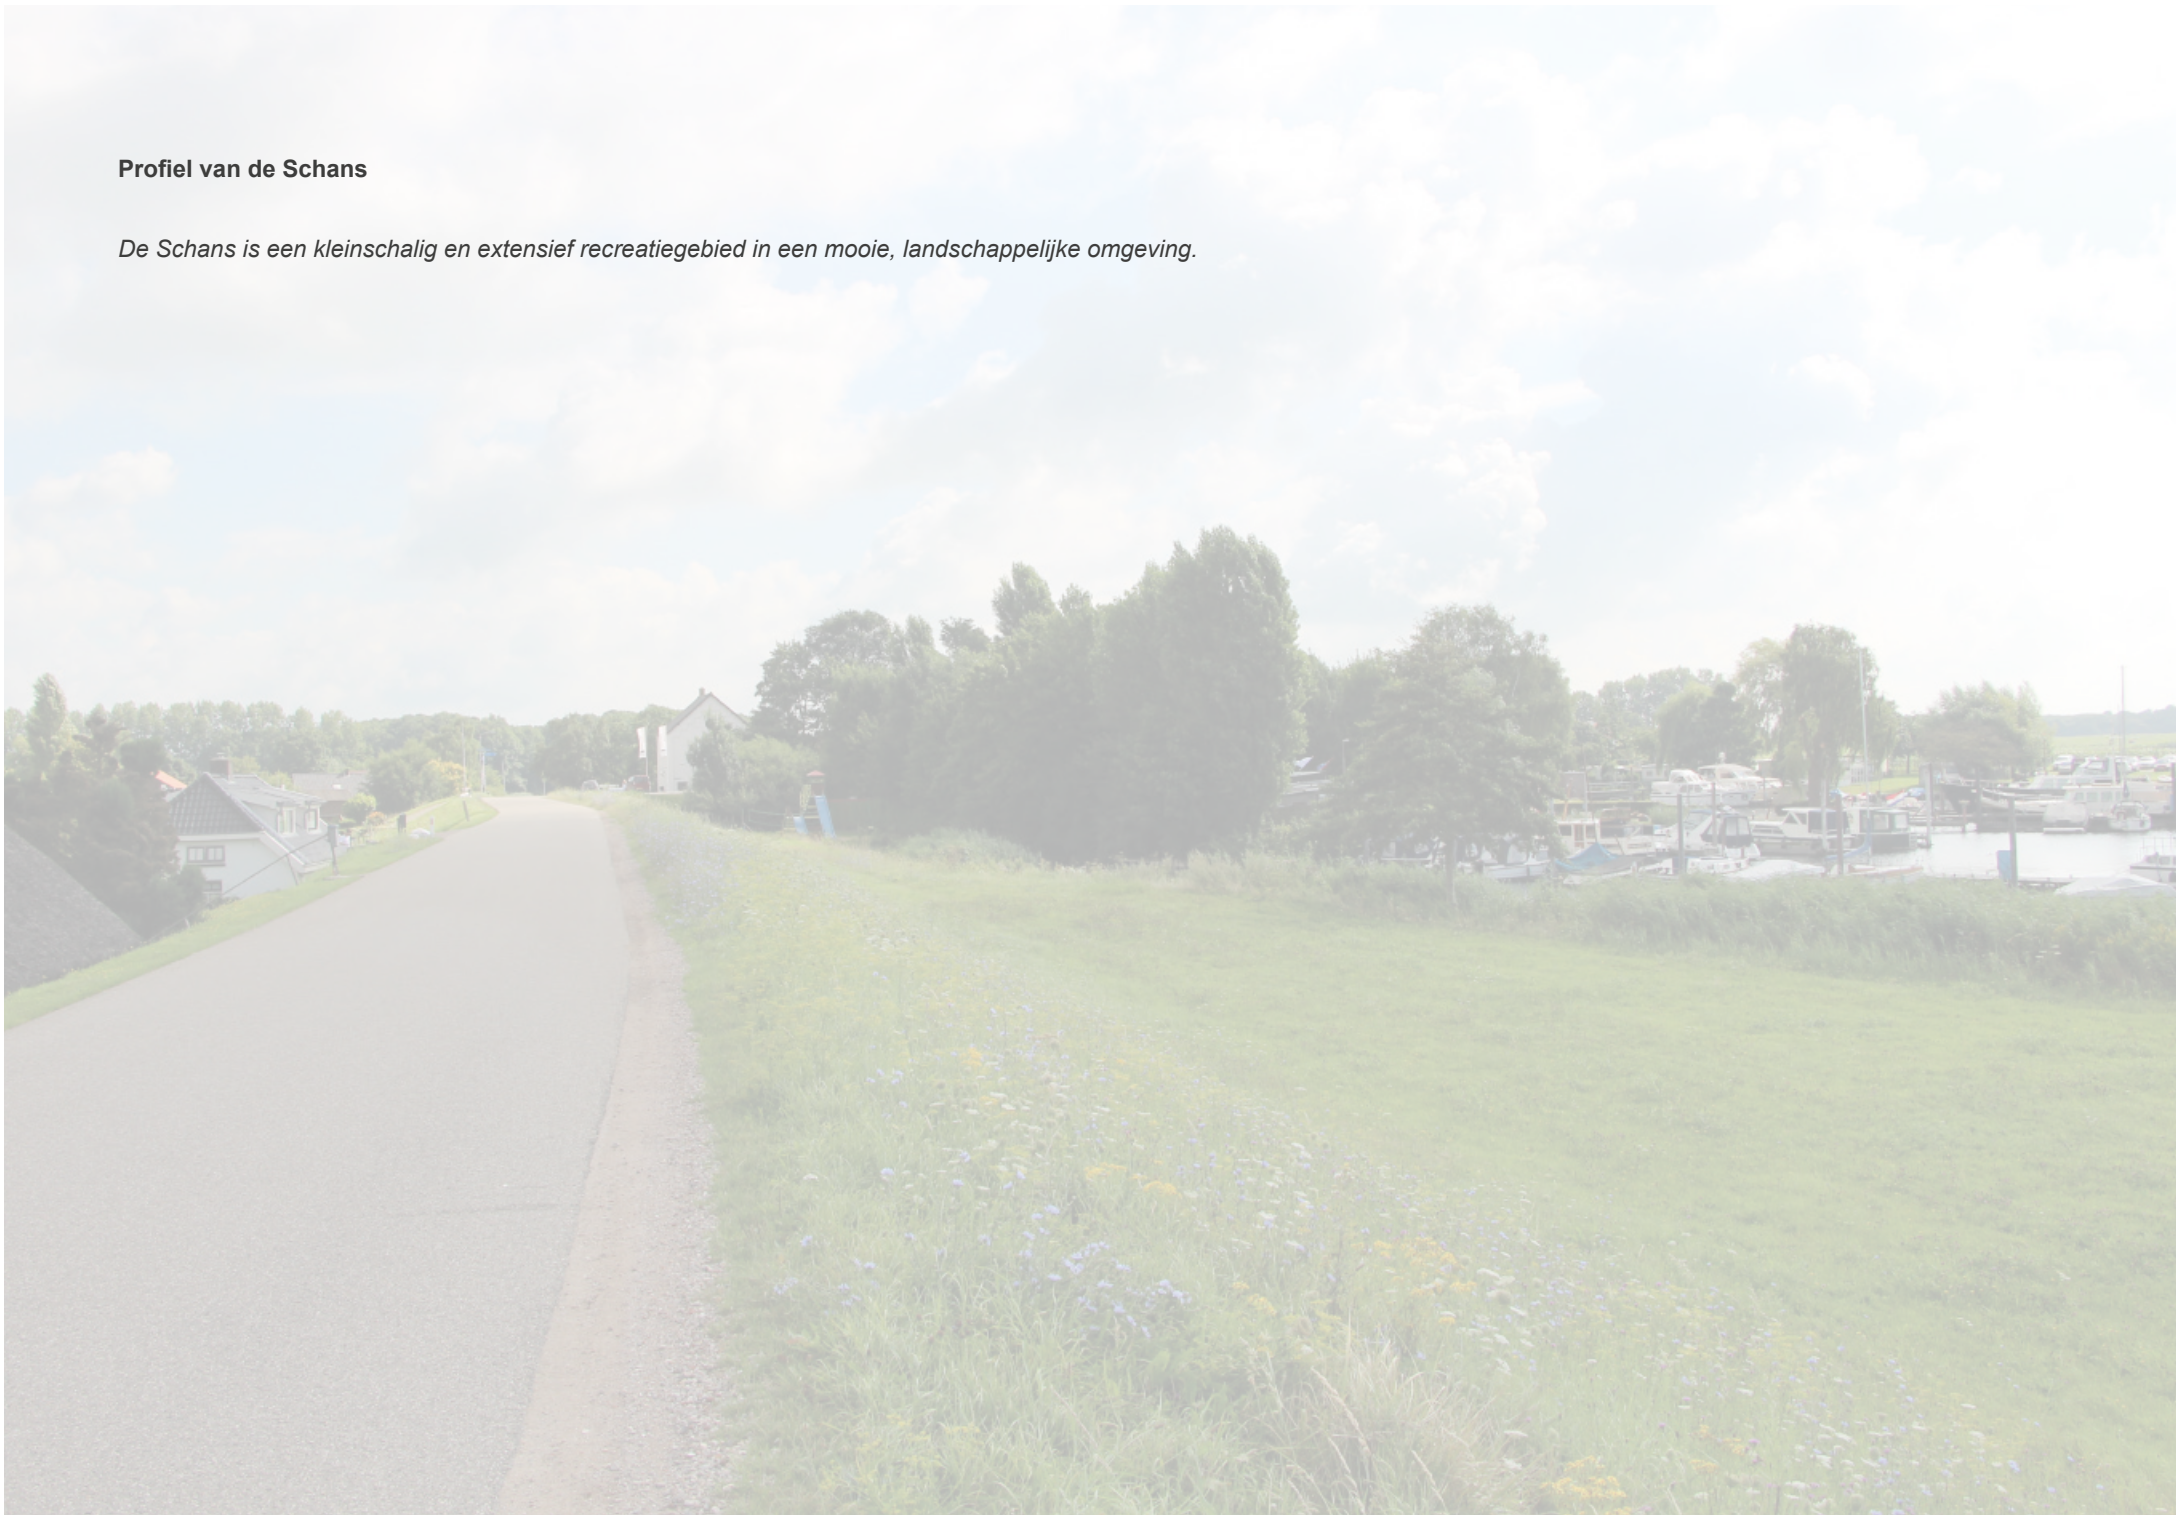 Profiel van de Schans
De Schans is een kleinschalig en extensief recreatiegebied in een mooie, landschappelijke omgeving.